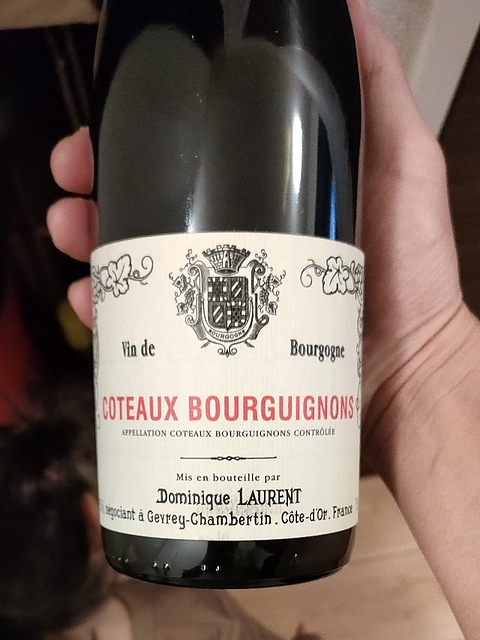 BOURGOGNE
Vin de Bourgogne
COTEAUX BOURGUIGNONS
APPELLATION COTEAUX BOURGUIGNONS CONTRÔLÉE
Mis en bouteille par
Dominique LAURENT
négociant à Gevrey-Chambertin. Côte-d'Or. France